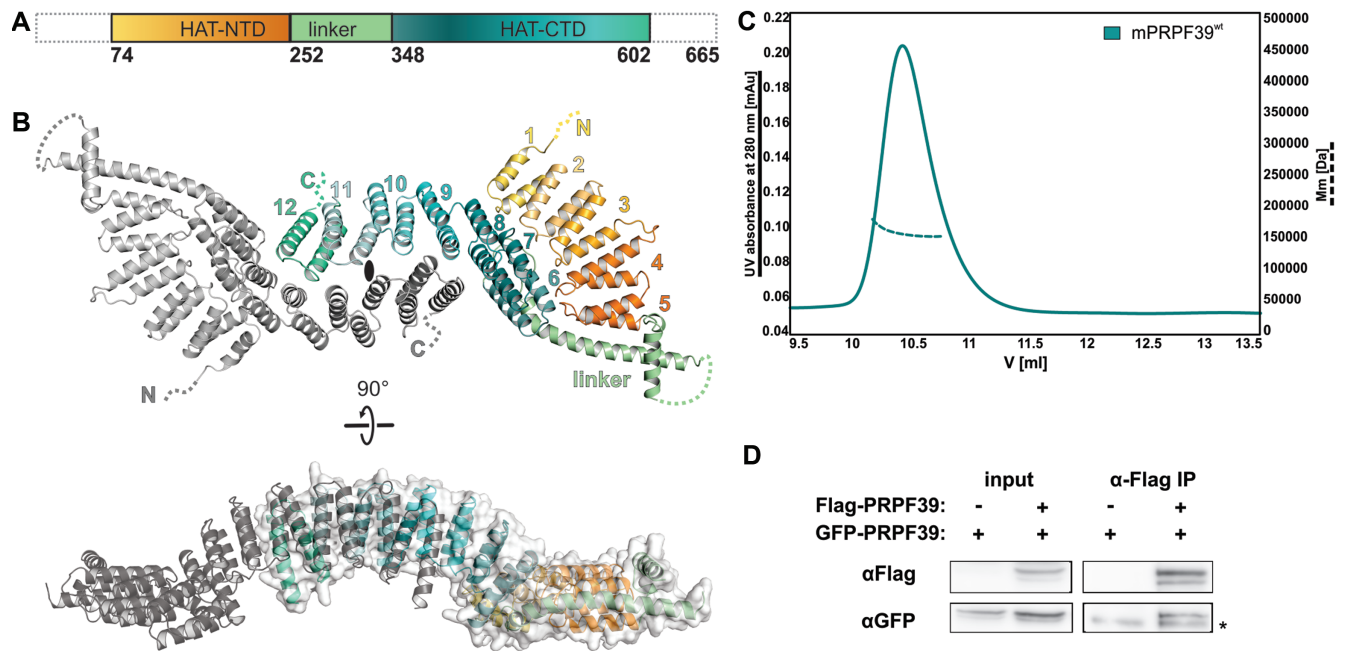 A
HAT-NTD linker HAT-CTD
74 252 348 602 665
B
N
1
2
3
4
5
6
7
8
9
10
11
12
C
linker
C
N
90°
C
mPRPF39wt
UV absorbance at 280 nm [mAu]
0.22
0.20
0.18
0.16
0.14
0.12
0.10
0.08
0.06
0.04
500000
450000
400000
350000
300000
250000
200000
150000
100000
50000
0
Mm [Da]
9.5 10 10.5 11 12 12.5 13 13.5
V [ml]
D
input α-Flag IP
Flag-PRPF39: - + - +
GFP-PRPF39: + + + +
αFlag
αGFP *